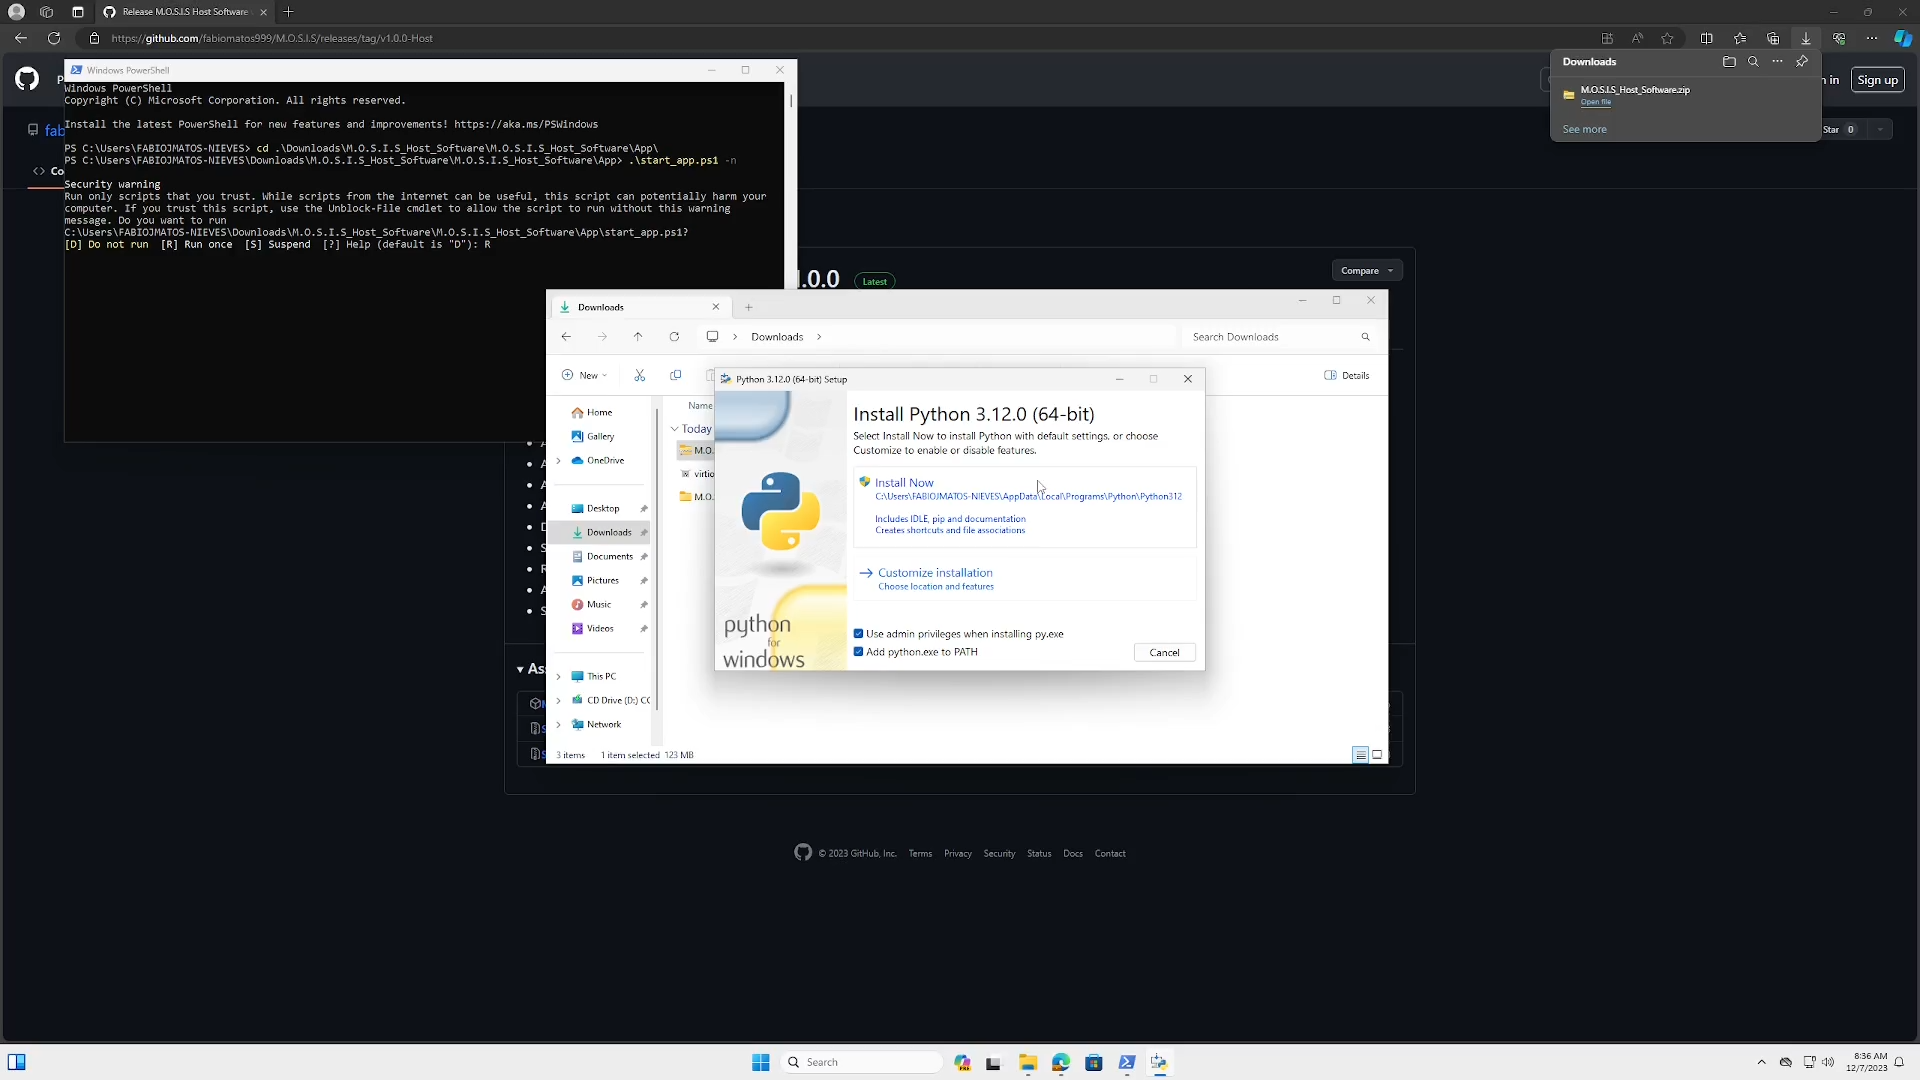 Release M.O.S.I.S Host Software
https://github.com/fabiomatos999/M.O.S.I.S/releases/tag/v1.0.0-Host
Downloads
M.O.S.I.S_Host_Software.zip
Open file
See more
in
Sign up
Star 0
fab
Co
Windows PowerShell
Windows PowerShell
Copyright (C) Microsoft Corporation. All rights reserved.
Install the latest PowerShell for new features and improvements! https://aka.ms/PSWindows
PS C:\Users\FABIOJMATOS-NIEVES> cd .\Downloads\M.O.S.I.S_Host_Software\M.O.S.I.S_Host_Software\App\
PS C:\Users\FABIOJMATOS-NIEVES\Downloads\M.O.S.I.S_Host_Software\M.O.S.I.S_Host_Software\App> .\start_app.ps1 -n
Security warning
Run only scripts that you trust. While scripts from the internet can be useful, this script can potentially harm your
computer. If you trust this script, use the Unblock-File cmdlet to allow the script to run without this warning
message. Do you want to run
C:\Users\FABIOJMATOS-NIEVES\Downloads\M.O.S.I.S_Host_Software\M.O.S.I.S_Host_Software\App\start_app.ps1?
[D] Do not run  [R] Run once  [S] Suspend  [?] Help (default is "D"): R
.0.0
Latest
Compare
Downloads
Downloads
Search Downloads
New
Details
Home
Gallery
OneDrive
Desktop
Downloads
Documents
Pictures
Music
Videos
This PC
CD Drive (D:) CC
Network
Name
Today
M.O.
virtio
M.O.
3 items
1 item selected 123 MB
Python 3.12.0 (64-bit) Setup
Install Python 3.12.0 (64-bit)
Select Install Now to install Python with default settings, or choose
Customize to enable or disable features.
Install Now
C:\Users\FABIOJMATOS-NIEVES\AppData\Local\Programs\Python\Python312
Includes IDLE, pip and documentation
Creates shortcuts and file associations
Customize installation
Choose location and features
Use admin privileges when installing py.exe
Add python.exe to PATH
Cancel
python
for
windows
Ass
© 2023 GitHub, Inc.
Terms
Privacy
Security
Status
Docs
Contact
Search
8:36 AM
12/7/2023